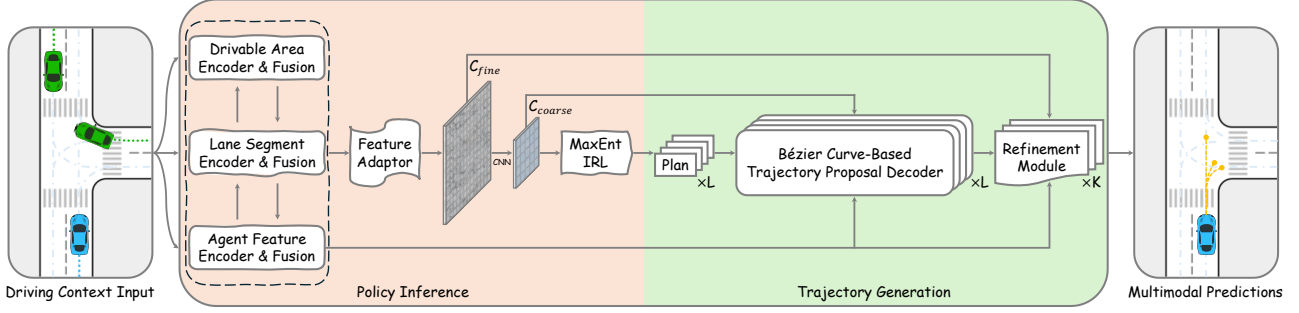 Drivable Area
Encoder & Fusion
Lane Segment
Encoder & Fusion
Agent Feature
Encoder & Fusion
Feature
Adaptor
C_fine
CNN
C_coarse
MaxEnt
IRL
Plan
×L
Bézier Curve-Based
Trajectory Proposal Decoder
×L
Refinement
Module
×K
Driving Context Input
Policy Inference
Trajectory Generation
Multimodal Predictions